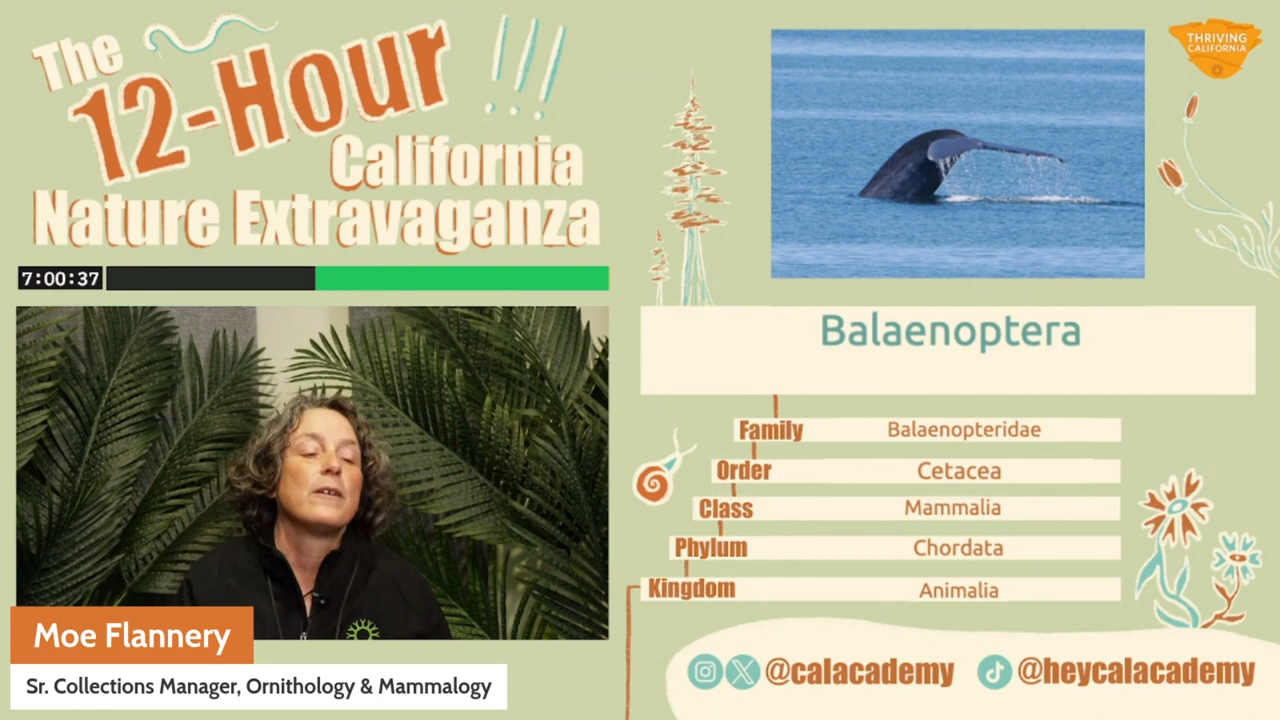 The
12-Hour
California
Nature Extravaganza
!!!
7:00:37
Moe Flannery
Sr. Collections Manager, Ornithology & Mammalogy
THRIVING
CALIFORNIA
Balaenoptera
Family Balaenopteridae
Order Cetacea
Class Mammalia
Phylum Chordata
Kingdom Animalia
@calacademy @heycalacademy